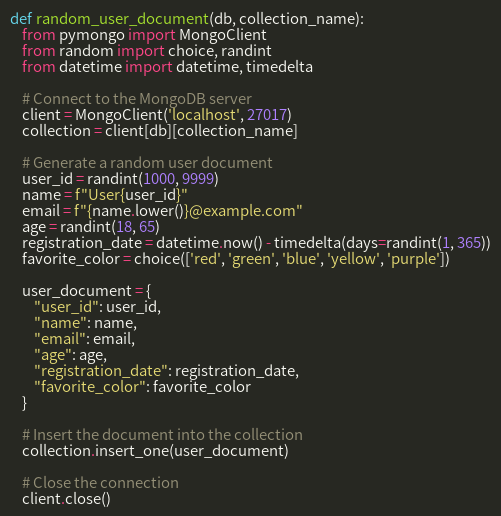 def random_user_document(db, collection_name):
    from pymongo import MongoClient
    from random import choice, randint
    from datetime import datetime, timedelta

    # Connect to the MongoDB server
    client = MongoClient('localhost', 27017)
    collection = client[db][collection_name]

    # Generate a random user document
    user_id = randint(1000, 9999)
    name = f"User{user_id}"
    email = f"{name.lower()}@example.com"
    age = randint(18, 65)
    registration_date = datetime.now() - timedelta(days=randint(1, 365))
    favorite_color = choice(['red', 'green', 'blue', 'yellow', 'purple'])

    user_document = {
        "user_id": user_id,
        "name": name,
        "email": email,
        "age": age,
        "registration_date": registration_date,
        "favorite_color": favorite_color
    }

    # Insert the document into the collection
    collection.insert_one(user_document)

    # Close the connection
    client.close()